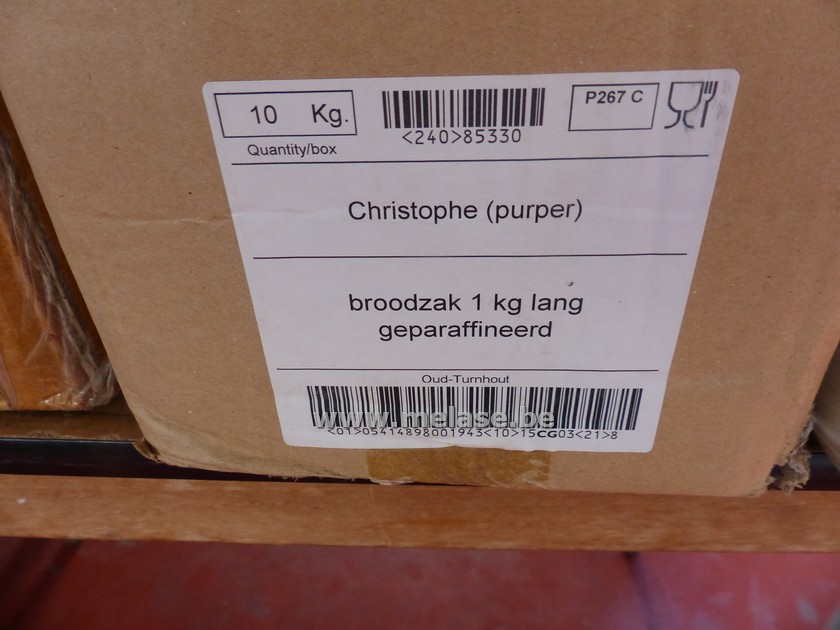 10 Kg.
Quantity/box
<240>85330
P267 C
Christophe (purper)
broodzak 1 kg lang
geparaffineerd
Oud-Turnhout
www.melase.be
<01>05414898001943<10>15CG03<21>8